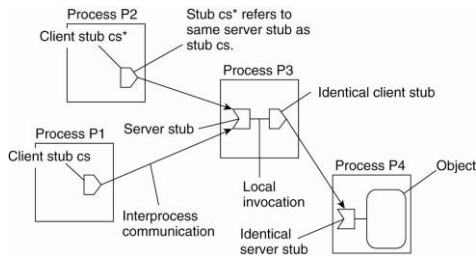 Process P2
Stub cs* refers to
same server stub as
stub cs.
Client stub cs*
Process P3
Identical client stub
Process P1
Server stub
Client stub cs
Process P4
Object
Interprocess
communication
Local
invocation
Identical
server stub